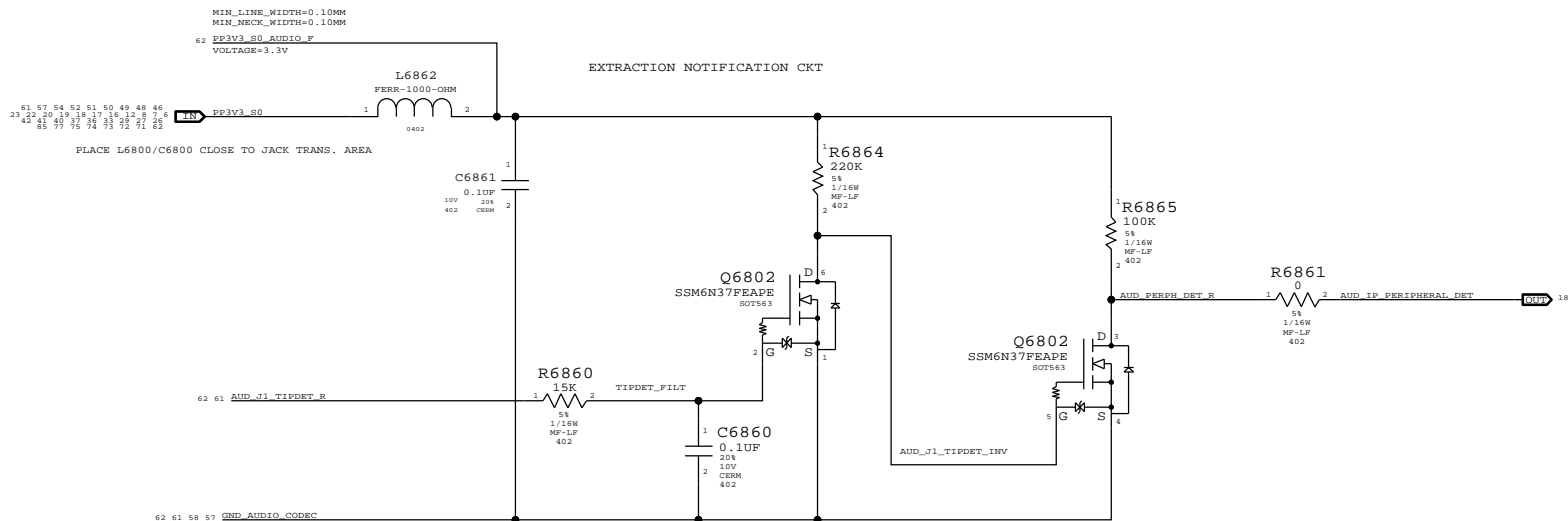 MIN_LINE_WIDTH=0.10MM
MIN_NECK_WIDTH=0.10MM
62 PP3V3_S0_AUDIO_F
VOLTAGE=3.3V
EXTRACTION NOTIFICATION CKT
L6862
FERR-1000-OHM
61 57 54 52 51 50 49 48 46
23 22 20 19 18 17 16 12 8 7 6
42 41 40 37 36 33 29 27 26
85 77 75 74 73 72 71 62
IN PP3V3_S0
1 2
0402
PLACE L6800/C6800 CLOSE TO JACK TRANS. AREA
1
C6861
0.1UF
10V 20%
402 CERM
2
1
R6864
220K
5%
1/16W
MF-LF
402
2
1
R6865
100K
5%
1/16W
MF-LF
402
2
Q6802
SSM6N37FEAPE
SOT563
D 6
2 G S 1
R6861
0
AUD_PERPH_DET_R 1 2 AUD_IP_PERIPHERAL_DET OUT 18
5%
1/16W
MF-LF
402
Q6802
SSM6N37FEAPE
SOT563
D 3
5 G S 4
R6860
15K
62 61 AUD_J1_TIPDET_R 1 2 TIPDET_FILT
5%
1/16W
MF-LF
402
1
C6860
0.1UF
20%
10V
CERM
402
2
AUD_J1_TIPDET_INV
62 61 58 57 GND_AUDIO_CODEC